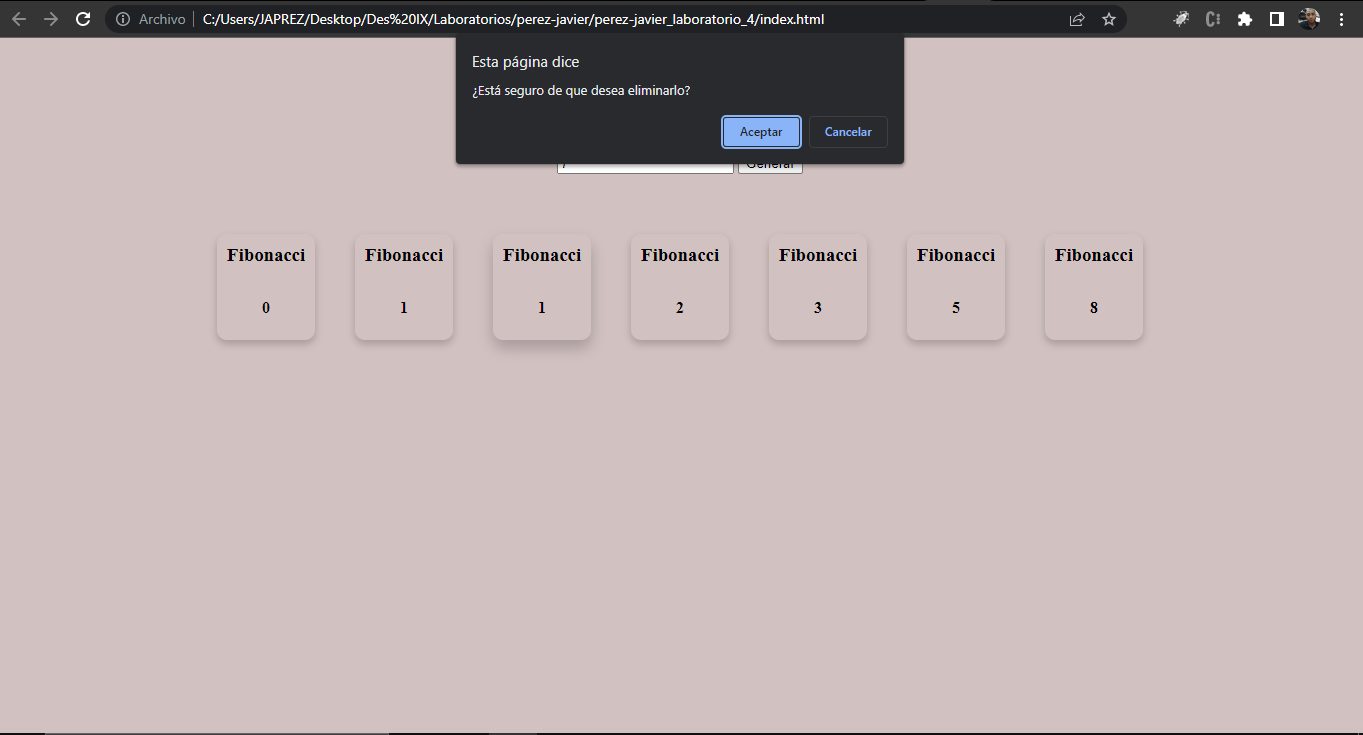 Archivo C:/Users/JAPREZ/Desktop/Des%20IX/Laboratorios/perez-javier/perez-javier_laboratorio_4/index.html
Esta página dice
¿Está seguro de que desea eliminarlo?
Aceptar Cancelar
Generar
Fibonacci Fibonacci Fibonacci Fibonacci Fibonacci Fibonacci Fibonacci
0 1 1 2 3 5 8